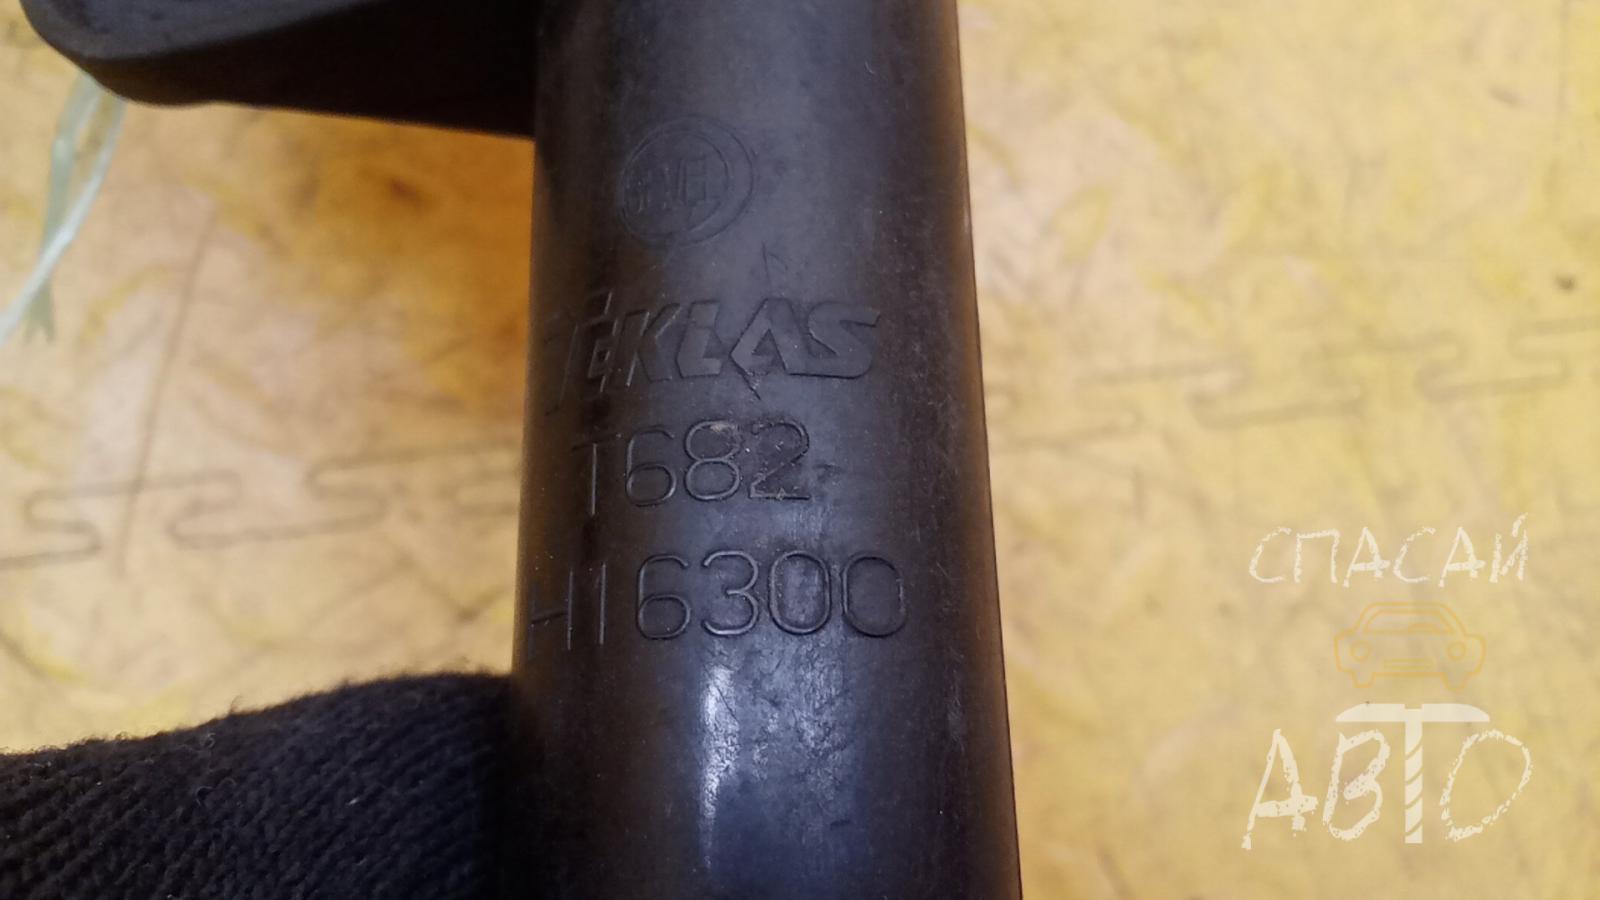 TEKLAS
T682
H16300
СПАСАЙ
АВТО